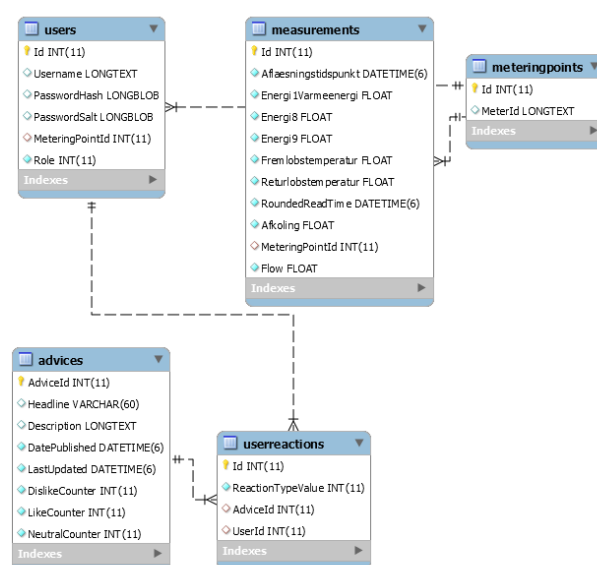 users
Id INT(11)
Username LONGTEXT
PasswordHash LONGBLOB
PasswordSalt LONGBLOB
MeteringPointId INT(11)
Role INT(11)
Indexes
measurements
Id INT(11)
Aflaesningstidspunkt DATETIME(6)
Energi1Varmeenergi FLOAT
Energi8 FLOAT
Energi9 FLOAT
Fremlobstemperatur FLOAT
Returlobstemperatur FLOAT
RoundedReadTime DATETIME(6)
Afkoling FLOAT
MeteringPointId INT(11)
Flow FLOAT
Indexes
meteringpoints
Id INT(11)
MeterId LONGTEXT
Indexes
advices
AdviceId INT(11)
Headline VARCHAR(60)
Description LONGTEXT
DatePublished DATETIME(6)
LastUpdated DATETIME(6)
DislikeCounter INT(11)
LikeCounter INT(11)
NeutralCounter INT(11)
Indexes
userreactions
Id INT(11)
ReactionTypeValue INT(11)
AdviceId INT(11)
UserId INT(11)
Indexes